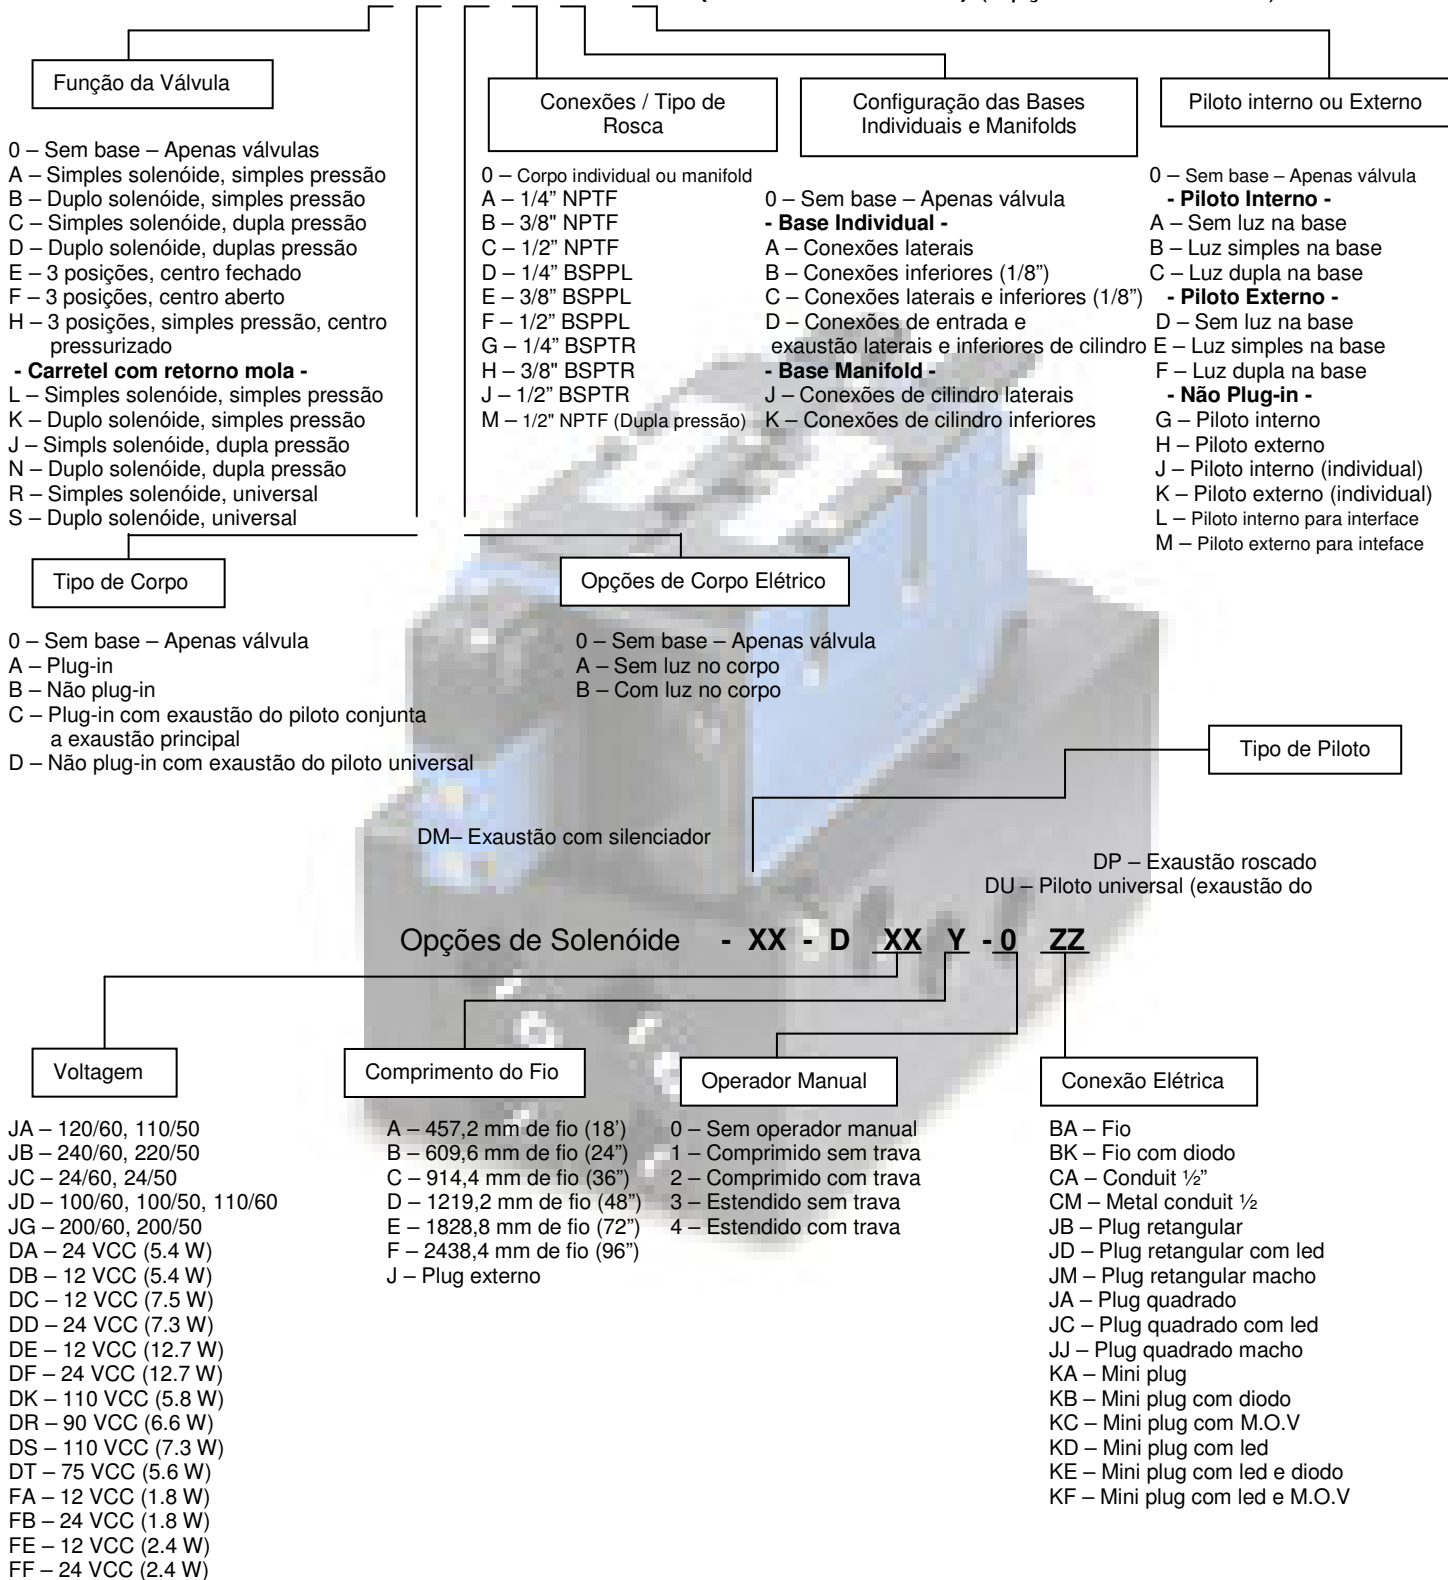 Função da Válvula
0 – Sem base – Apenas válvulas
A – Simples solenóide, simples pressão
B – Duplo solenóide, simples pressão
C – Simples solenóide, dupla pressão
D – Duplo solenóide, duplas pressão
E – 3 posições, centro fechado
F – 3 posições, centro aberto
H – 3 posições, simples pressão, centro
pressurizado
- Carretel com retorno mola -
L – Simples solenóide, simples pressão
K – Duplo solenóide, simples pressão
J – Simpls solenóide, dupla pressão
N – Duplo solenóide, dupla pressão
R – Simples solenóide, universal
S – Duplo solenóide, universal
Conexões / Tipo de
Rosca
0 – Corpo individual ou manifold
A – 1/4" NPTF
B – 3/8" NPTF
C – 1/2" NPTF
D – 1/4" BSPPL
E – 3/8" BSPPL
F – 1/2" BSPPL
G – 1/4" BSPTR
H – 3/8" BSPTR
J – 1/2" BSPTR
M – 1/2" NPTF (Dupla pressão)
Configuração das Bases
Individuais e Manifolds
0 – Sem base – Apenas válvula
- Base Individual -
A – Conexões laterais
B – Conexões inferiores (1/8”)
C – Conexões laterais e inferiores (1/8”)
D – Conexões de entrada e
exaustão laterais e inferiores de cilindro
- Base Manifold -
J – Conexões de cilindro laterais
K – Conexões de cilindro inferiores
Piloto interno ou Externo
0 – Sem base – Apenas válvula
- Piloto Interno -
A – Sem luz na base
B – Luz simples na base
C – Luz dupla na base
- Piloto Externo -
D – Sem luz na base
E – Luz simples na base
F – Luz dupla na base
- Não Plug-in -
G – Piloto interno
H – Piloto externo
J – Piloto interno (individual)
K – Piloto externo (individual)
L – Piloto interno para interface
M – Piloto externo para inteface
Tipo de Corpo
0 – Sem base – Apenas válvula
A – Plug-in
B – Não plug-in
C – Plug-in com exaustão do piloto conjunta
a exaustão principal
D – Não plug-in com exaustão do piloto universal
Opções de Corpo Elétrico
0 – Sem base – Apenas válvula
A – Sem luz no corpo
B – Com luz no corpo
Tipo de Piloto
DM– Exaustão com silenciador
DP – Exaustão roscado
DU – Piloto universal (exaustão do
Opções de Solenóide - XX - D XX Y - 0 ZZ
Voltagem
JA – 120/60, 110/50
JB – 240/60, 220/50
JC – 24/60, 24/50
JD – 100/60, 100/50, 110/60
JG – 200/60, 200/50
DA – 24 VCC (5.4 W)
DB – 12 VCC (5.4 W)
DC – 12 VCC (7.5 W)
DD – 24 VCC (7.3 W)
DE – 12 VCC (12.7 W)
DF – 24 VCC (12.7 W)
DK – 110 VCC (5.8 W)
DR – 90 VCC (6.6 W)
DS – 110 VCC (7.3 W)
DT – 75 VCC (5.6 W)
FA – 12 VCC (1.8 W)
FB – 24 VCC (1.8 W)
FE – 12 VCC (2.4 W)
FF – 24 VCC (2.4 W)
Comprimento do Fio
A – 457,2 mm de fio (18’)
B – 609,6 mm de fio (24”)
C – 914,4 mm de fio (36”)
D – 1219,2 mm de fio (48”)
E – 1828,8 mm de fio (72”)
F – 2438,4 mm de fio (96”)
J – Plug externo
Operador Manual
0 – Sem operador manual
1 – Comprimido sem trava
2 – Comprimido com trava
3 – Estendido sem trava
4 – Estendido com trava
Conexão Elétrica
BA – Fio
BK – Fio com diodo
CA – Conduit ½”
CM – Metal conduit ½
JB – Plug retangular
JD – Plug retangular com led
JM – Plug retangular macho
JA – Plug quadrado
JC – Plug quadrado com led
JJ – Plug quadrado macho
KA – Mini plug
KB – Mini plug com diodo
KC – Mini plug com M.O.V
KD – Mini plug com led
KE – Mini plug com led e diodo
KF – Mini plug com led e M.O.V